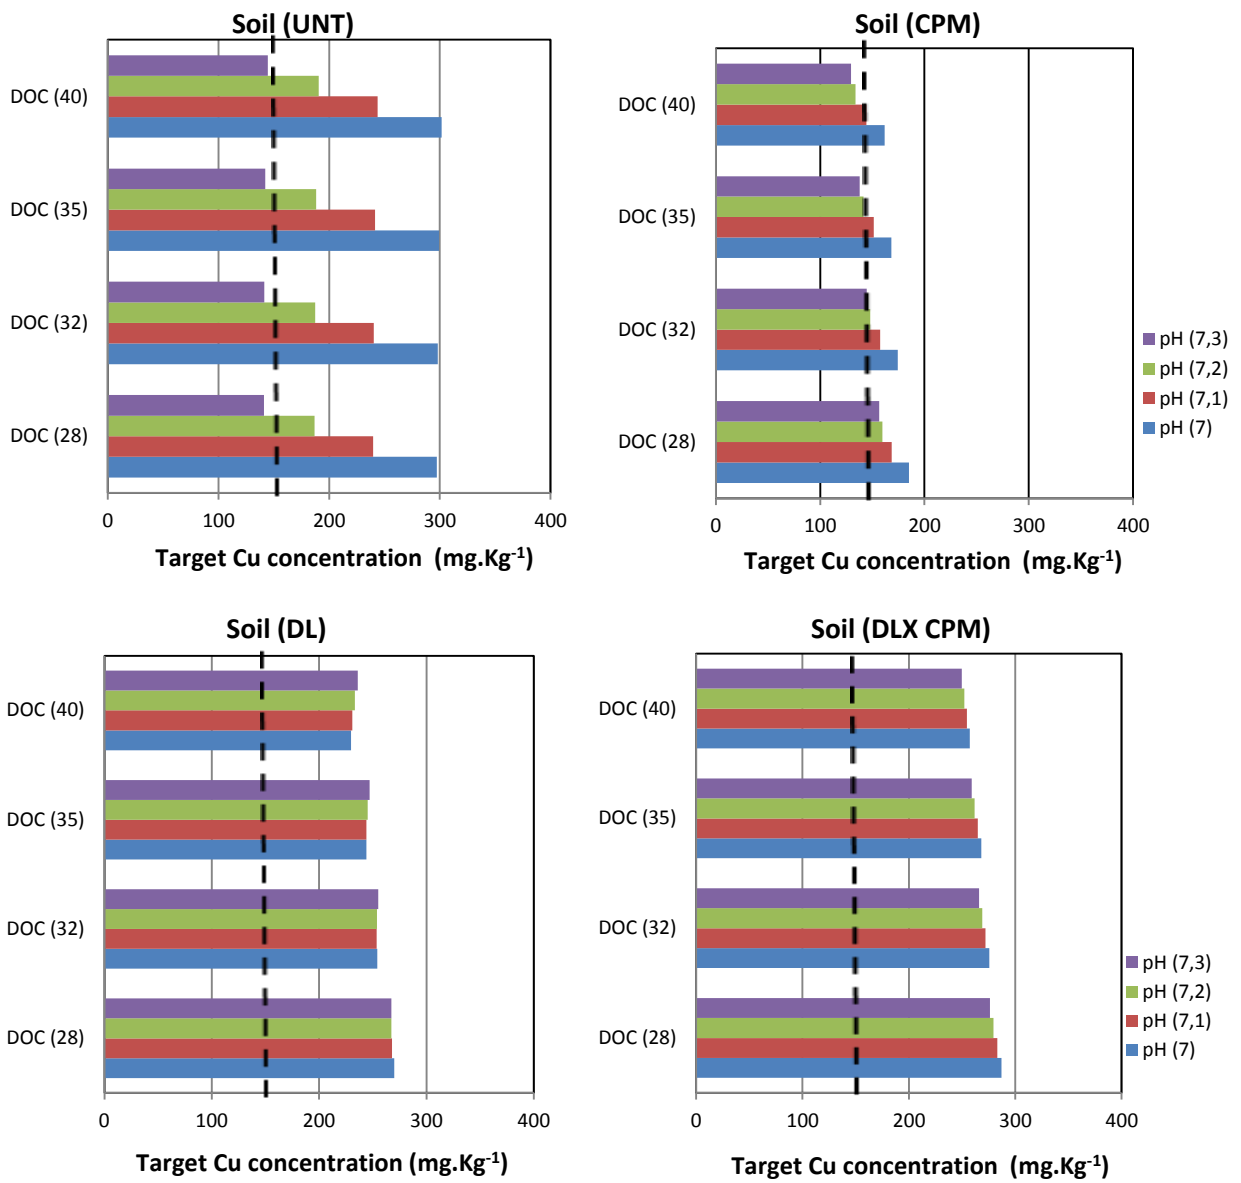 Soil (UNT)
DOC (40)
DOC (35)
DOC (32)
DOC (28)
0 100 200 300 400
Target Cu concentration (mg.Kg⁻¹)
Soil (CPM)
DOC (40)
DOC (35)
DOC (32)
DOC (28)
0 100 200 300 400
Target Cu concentration (mg.Kg⁻¹)
pH (7,3)
pH (7,2)
pH (7,1)
pH (7)
Soil (DL)
DOC (40)
DOC (35)
DOC (32)
DOC (28)
0 100 200 300 400
Target Cu concentration (mg.Kg⁻¹)
Soil (DLX CPM)
DOC (40)
DOC (35)
DOC (32)
DOC (28)
0 100 200 300 400
Target Cu concentration (mg.Kg⁻¹)
pH (7,3)
pH (7,2)
pH (7,1)
pH (7)